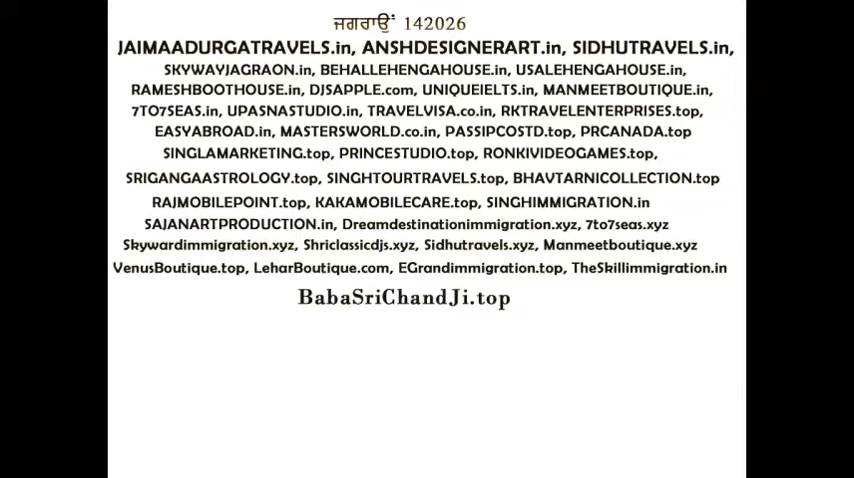 ਜਗਰਾਉਂ 142026
JAIMAADURGATRAVELS.in, ANSHDESIGNERART.in, SIDHUTRAVELS.in,
SKYWAYJAGRAON.in, BEHALLEHENGAHOUSE.in, USALEHENGAHOUSE.in,
RAMESHBOOTHOUSE.in, DJSAPPLE.com, UNIQUEIELTS.in, MANMEETBOUTIQUE.in,
7TO7SEAS.in, UPASNASTUDIO.in, TRAVELVISA.co.in, RKTRAVELENTERPRISES.top,
EASYABROAD.in, MASTERSWORLD.co.in, PASSIPCOSTD.top, PRCANADA.top
SINGLAMARKETING.top, PRINCESTUDIO.top, RONKIVIDEOGAMES.top,
SRIGANGAASTROLOGY.top, SINGHTOURTRAVELS.top, BHAVTARNICOLLECTION.top
RAJMOBILEPOINT.top, KAKAMOBILECARE.top, SINGHIMMIGRATION.in
SAJANARTPRODUCTION.in, Dreamdestinationimmigration.xyz, 7to7seas.xyz
Skywardimmigration.xyz, Shriclassicdjs.xyz, Sidhutravels.xyz, Manmeetboutique.xyz
VenusBoutique.top, LeharBoutique.com, EGrandimmigration.top, TheSkillimmigration.in
BabaSriChandJi.top